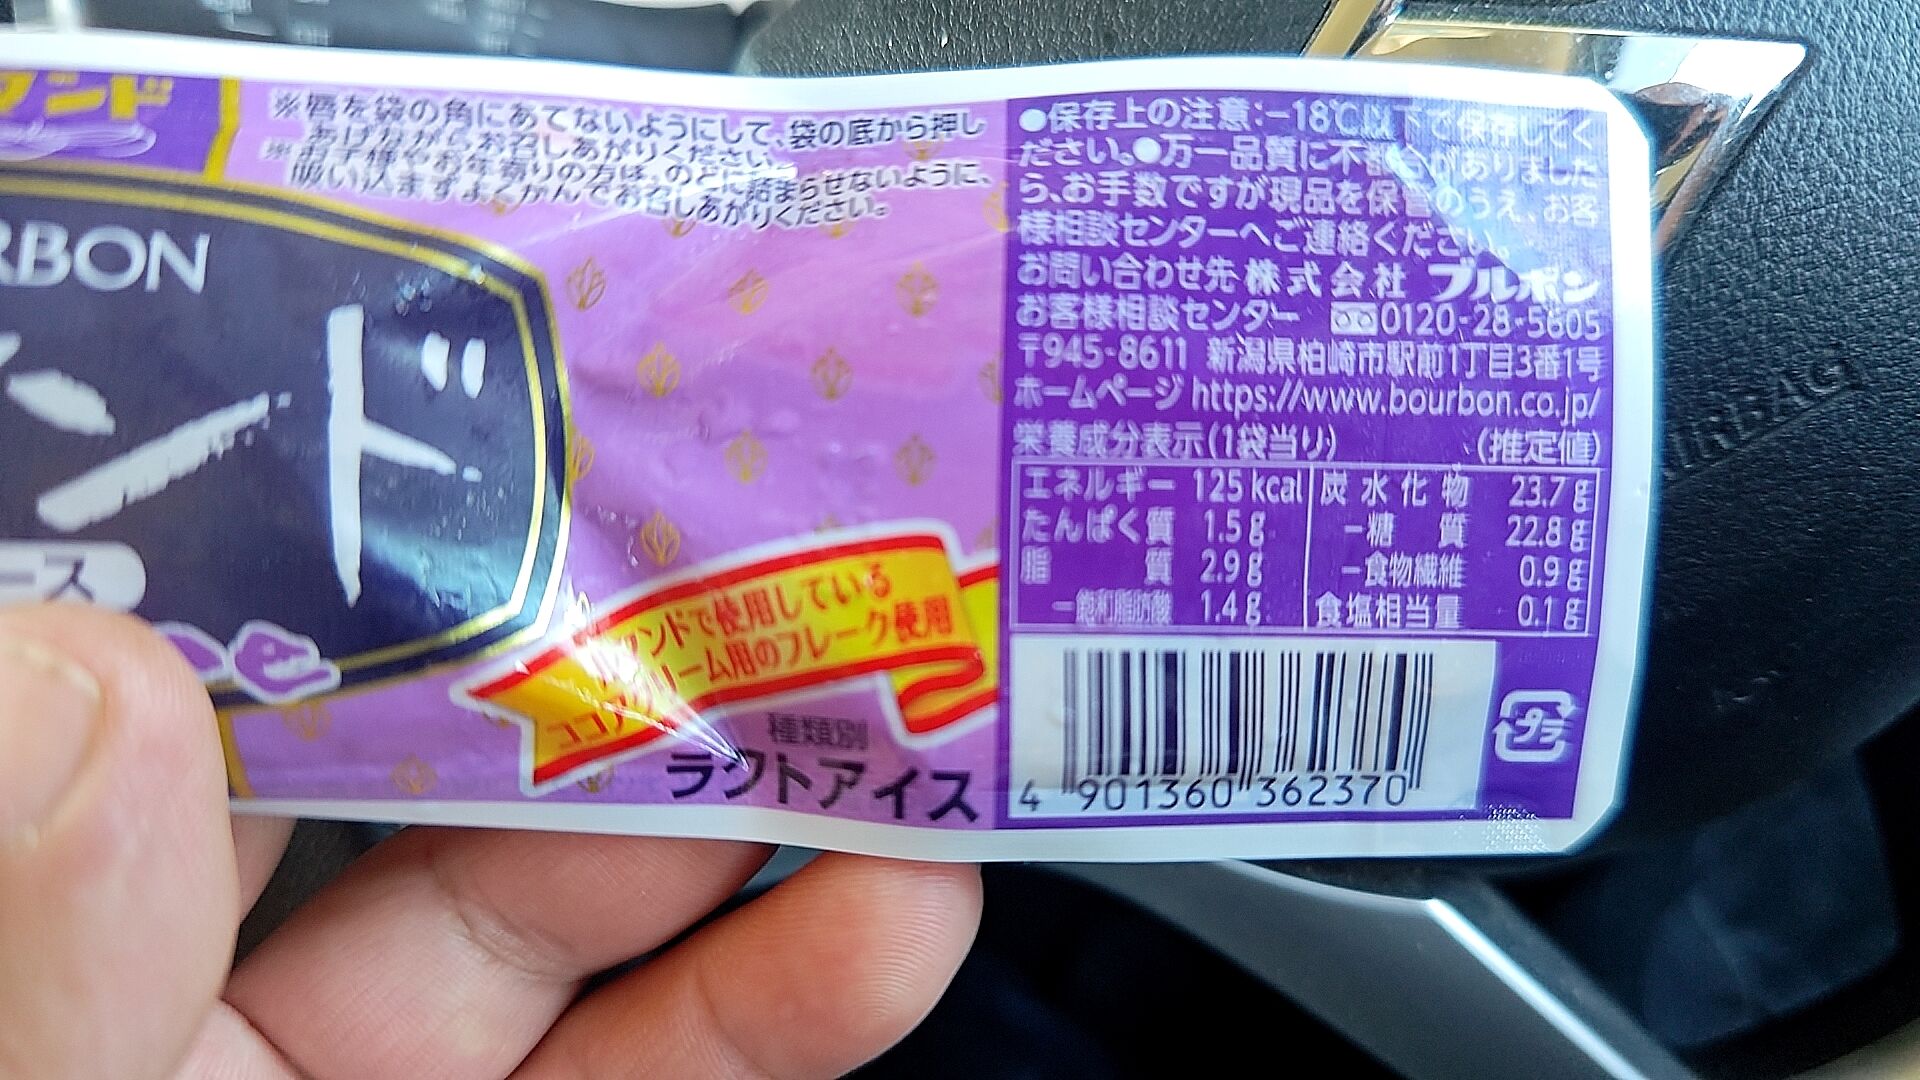 マンド
※唇を袋の角にあてないようにして、袋の底から押し
あげながらお召しあがりください。
※お子様やお年寄りの方は、のどに詰まらせないように、
吸い込まずよくかんでお召しあがりください。
RBON
ンド
ース
ルマンドで使用している
ココアクリーム用のフレーク使用
種類別
ラクトアイス
●保存上の注意:-18℃以下で保存してく
ださい。●万一品質に不都合がありました
ら、お手数ですが現品を保管のうえ、お客
様相談センターへご連絡ください。
お問い合わせ先 株式会社 ブルボン
お客様相談センター 0120-28-5605
〒945-8611 新潟県柏崎市駅前1丁目3番1号
ホームページ https://www.bourbon.co.jp/
栄養成分表示(1袋当り) (推定値)
エネルギー 125kcal 炭水化物 23.7g
たんぱく質 1.5g -糖質 22.8g
脂質 2.9g -食物繊維 0.9g
-飽和脂肪酸 1.4g 食塩相当量 0.1g
4 901360 362370
プラ
AIRBAG